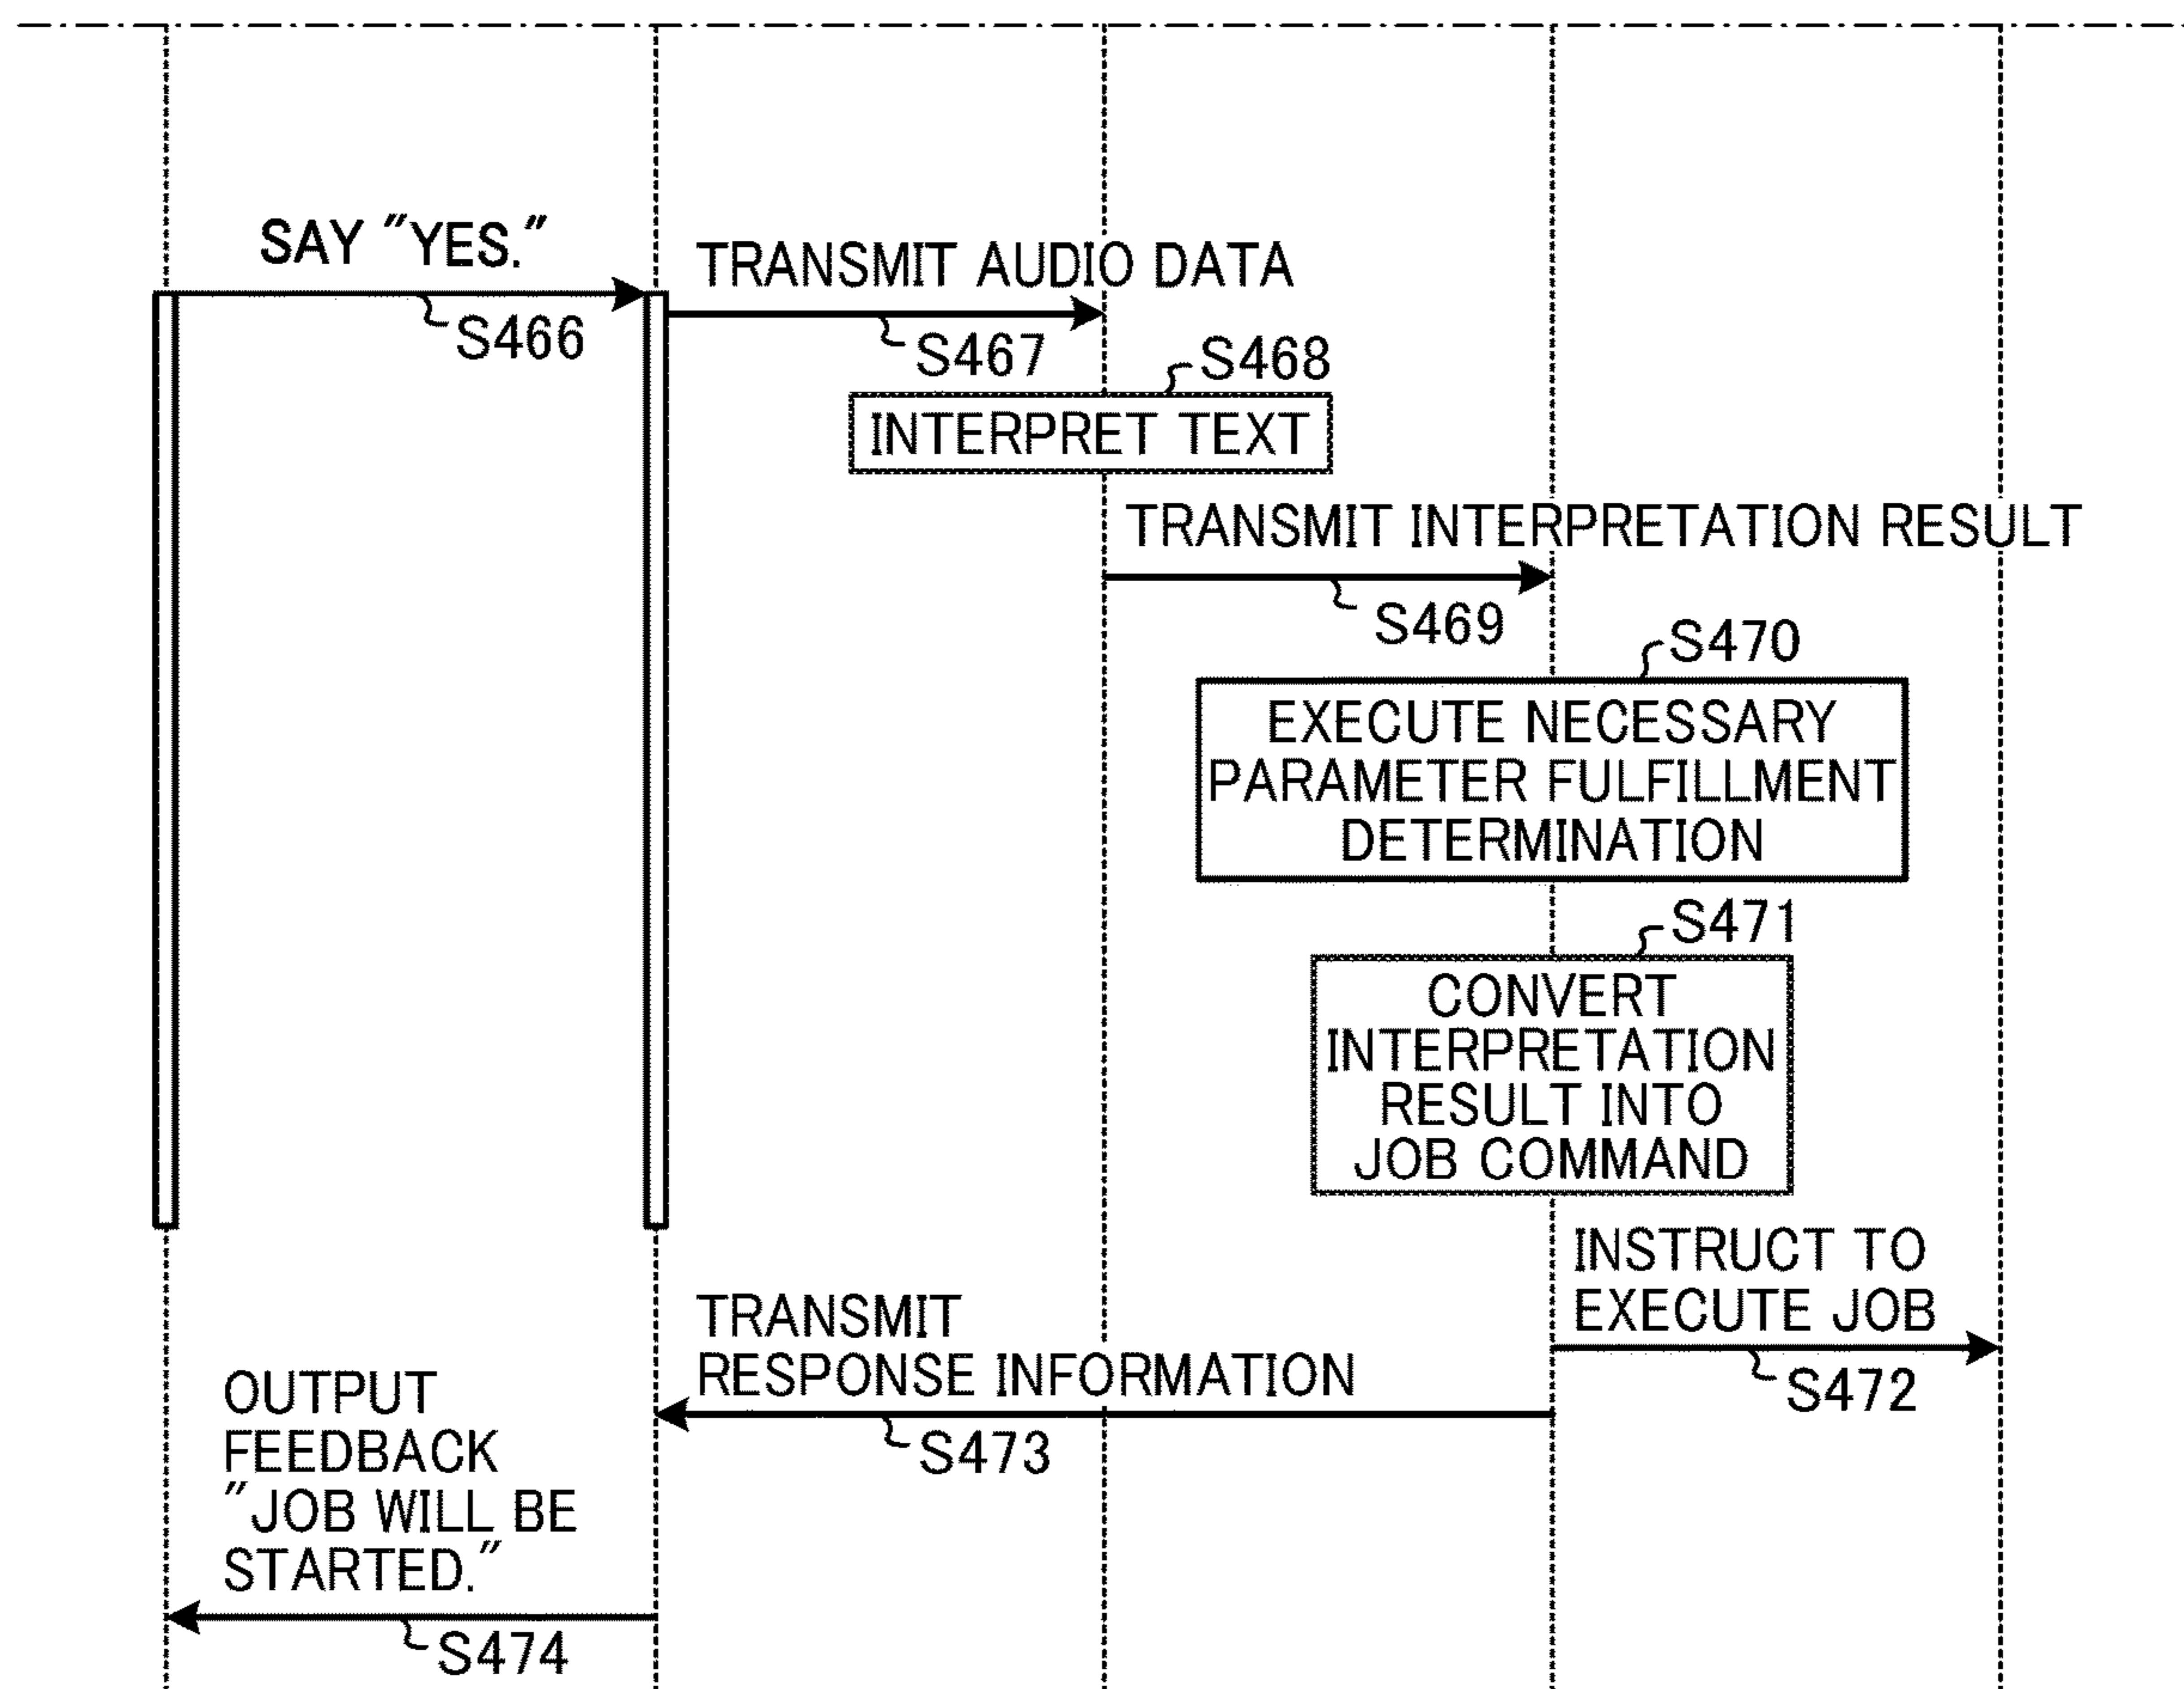 SAY "YES."
S466
TRANSMIT AUDIO DATA
S467
S468
INTERPRET TEXT
TRANSMIT INTERPRETATION RESULT
S469
S470
EXECUTE NECESSARY
PARAMETER FULFILLMENT
DETERMINATION
S471
CONVERT
INTERPRETATION
RESULT INTO
JOB COMMAND
INSTRUCT TO
EXECUTE JOB
S472
TRANSMIT
RESPONSE INFORMATION
S473
OUTPUT
FEEDBACK
"JOB WILL BE
STARTED."
S474